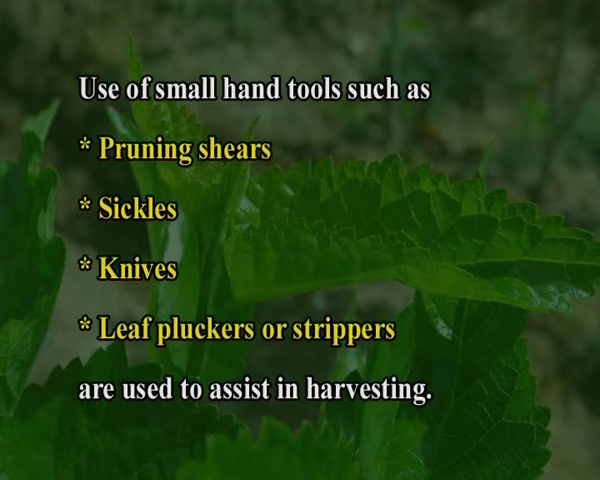 Use of small hand tools such as
* Pruning shears
* Sickles
* Knives
* Leaf pluckers or strippers
are used to assist in harvesting.